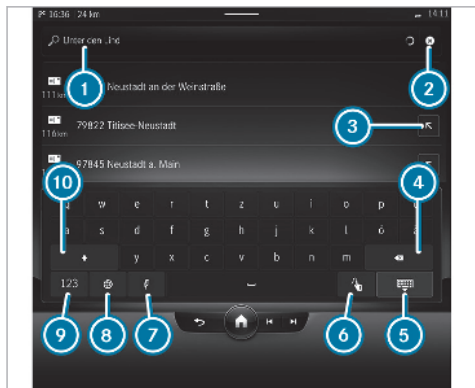 16:36 24 km 14:11
Unter den Lind
1
2
111 km Neustadt an der Weinstraße
116 km 79822 Titisee-Neustadt
3
97845 Neustadt a. Main
10
4
w e r t z u i o p
a s d f g h j k l ö ä
y x c v b n m
123
9
8
7
6
5